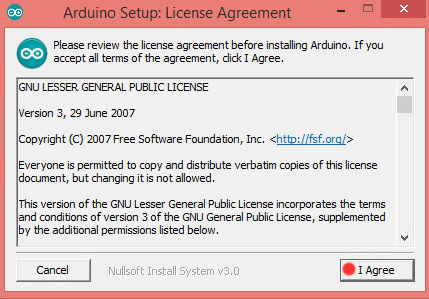 Arduino Setup: License Agreement
Please review the license agreement before installing Arduino. If you
accept all terms of the agreement, click I Agree.
GNU LESSER GENERAL PUBLIC LICENSE
Version 3, 29 June 2007
Copyright (C) 2007 Free Software Foundation, Inc. <http://fsf.org/>
Everyone is permitted to copy and distribute verbatim copies of this license
document, but changing it is not allowed.
This version of the GNU Lesser General Public License incorporates the terms
and conditions of version 3 of the GNU General Public License, supplemented
by the additional permissions listed below.
Cancel
Nullsoft Install System v3.0
I Agree